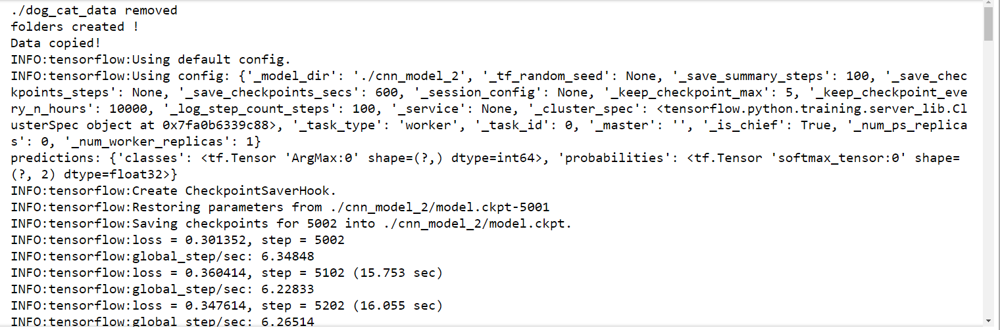 ./dog_cat_data removed
folders created !
Data copied!
INFO:tensorflow:Using default config.
INFO:tensorflow:Using config: {'_model_dir': './cnn_model_2', '_tf_random_seed': None, '_save_summary_steps': 100, '_save_chec
kpoints_steps': None, '_save_checkpoints_secs': 600, '_session_config': None, '_keep_checkpoint_max': 5, '_keep_checkpoint_eve
ry_n_hours': 10000, '_log_step_count_steps': 100, '_service': None, '_cluster_spec': <tensorflow.python.training.server_lib.Cl
usterSpec object at 0x7fa0b6339c88>, '_task_type': 'worker', '_task_id': 0, '_master': '', '_is_chief': True, '_num_ps_replica
s': 0, '_num_worker_replicas': 1}
predictions: {'classes': <tf.Tensor 'ArgMax:0' shape=(?,) dtype=int64>, 'probabilities': <tf.Tensor 'softmax_tensor:0' shape=
(?, 2) dtype=float32>}
INFO:tensorflow:Create CheckpointSaverHook.
INFO:tensorflow:Restoring parameters from ./cnn_model_2/model.ckpt-5001
INFO:tensorflow:Saving checkpoints for 5002 into ./cnn_model_2/model.ckpt.
INFO:tensorflow:loss = 0.301352, step = 5002
INFO:tensorflow:global_step/sec: 6.34848
INFO:tensorflow:loss = 0.360414, step = 5102 (15.753 sec)
INFO:tensorflow:global_step/sec: 6.22833
INFO:tensorflow:loss = 0.347614, step = 5202 (16.055 sec)
INFO:tensorflow:global_step/sec: 6.26514